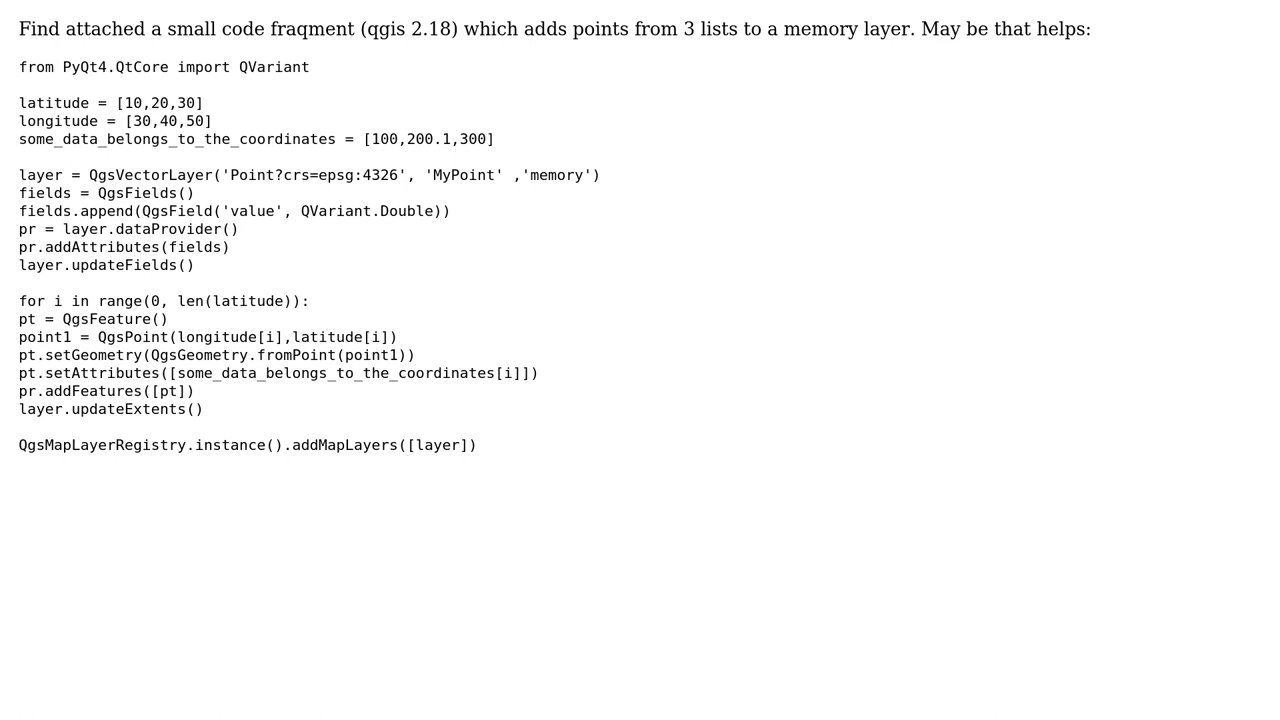 Find attached a small code fraqment (qgis 2.18) which adds points from 3 lists to a memory layer. May be that helps:
from PyQt4.QtCore import QVariant
latitude = [10,20,30]
longitude = [30,40,50]
some_data_belongs_to_the_coordinates = [100,200.1,300]
layer = QgsVectorLayer('Point?crs=epsg:4326', 'MyPoint' ,'memory')
fields = QgsFields()
fields.append(QgsField('value', QVariant.Double))
pr = layer.dataProvider()
pr.addAttributes(fields)
layer.updateFields()
for i in range(0, len(latitude)):
pt = QgsFeature()
point1 = QgsPoint(longitude[i],latitude[i])
pt.setGeometry(QgsGeometry.fromPoint(point1))
pt.setAttributes([some_data_belongs_to_the_coordinates[i]])
pr.addFeatures([pt])
layer.updateExtents()
QgsMapLayerRegistry.instance().addMapLayers([layer])